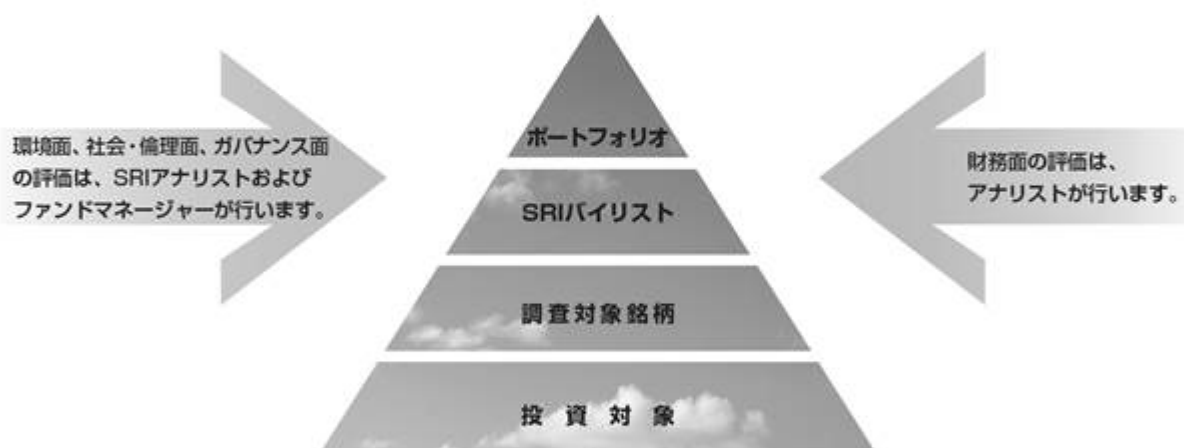 環境面、社会・倫理面、ガバナンス面
の評価は、SRIアナリストおよび
ファンドマネージャーが行います。
ポートフォリオ
SRIバイリスト
調査対象銘柄
投資対象
財務面の評価は、
アナリストが行います。